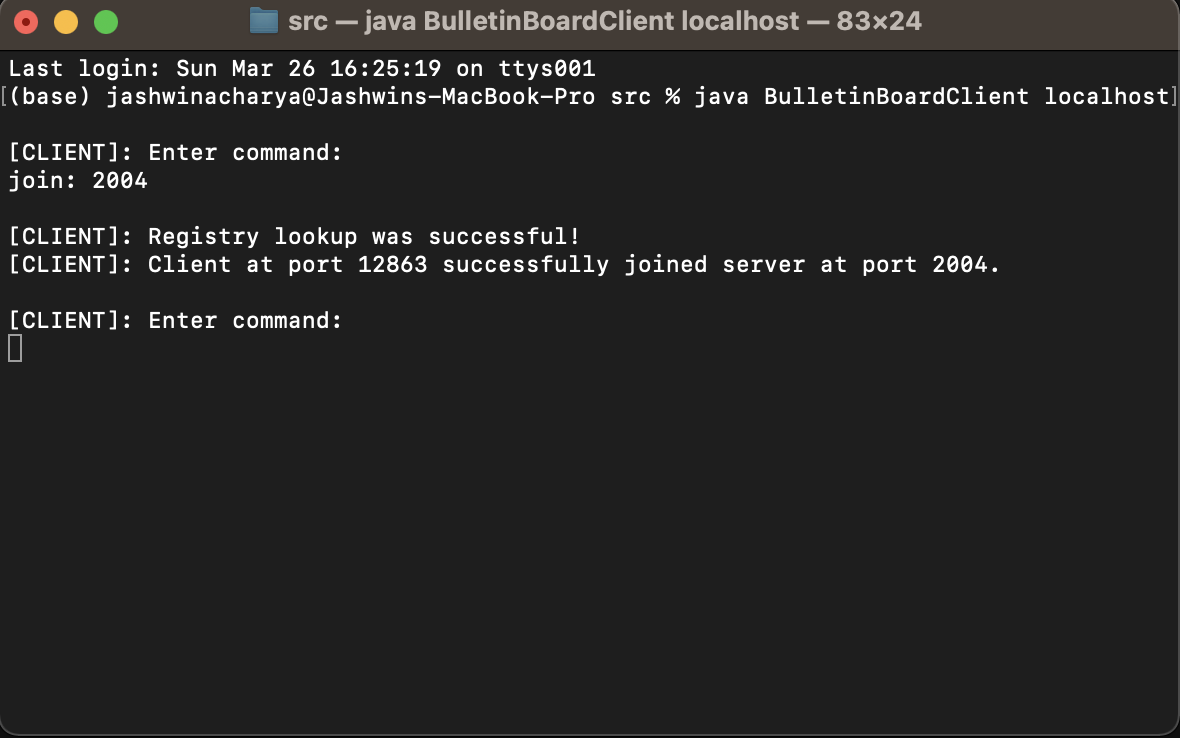 src — java BulletinBoardClient localhost — 83×24
Last login: Sun Mar 26 16:25:19 on ttys001
[(base) jashwinacharya@Jashwins-MacBook-Pro src % java BulletinBoardClient localhost]
[CLIENT]: Enter command:
join: 2004
[CLIENT]: Registry lookup was successful!
[CLIENT]: Client at port 12863 successfully joined server at port 2004.
[CLIENT]: Enter command: